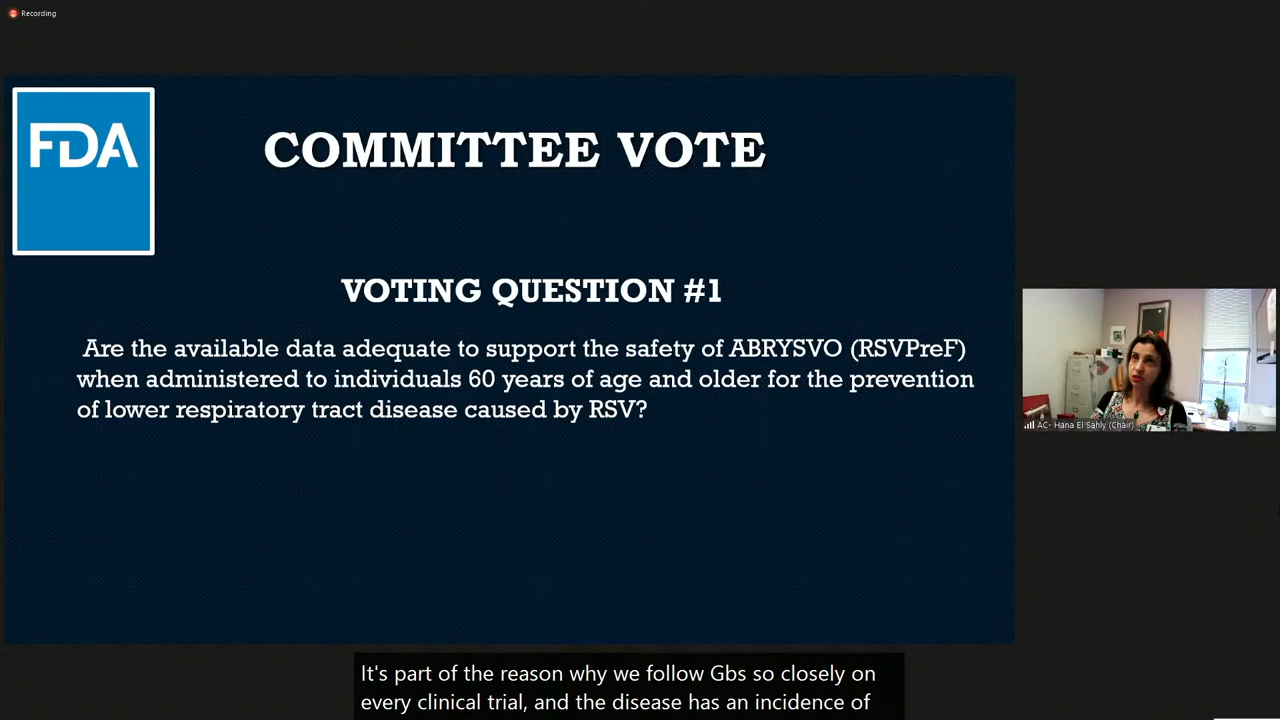 Recording
FDA
COMMITTEE VOTE
VOTING QUESTION #1
Are the available data adequate to support the safety of ABRYSVO (RSVPreF)
when administered to individuals 60 years of age and older for the prevention
of lower respiratory tract disease caused by RSV?
AC- Hana El Sahly (Chair)
It's part of the reason why we follow Gbs so closely on
every clinical trial, and the disease has an incidence of